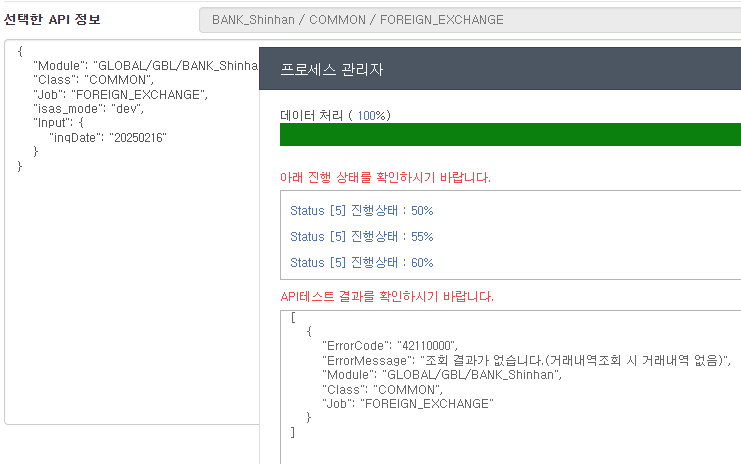 선택한 API 정보
BANK_Shinhan / COMMON / FOREIGN_EXCHANGE
{
"Module": "GLOBAL/GBL/BANK_Shinha
"Class": "COMMON",
"Job": "FOREIGN_EXCHANGE",
"isas_mode": "dev",
"Input": {
"inqDate": "20250216"
}
}
프로세스 관리자
데이터 처리 ( 100%)
아래 진행 상태를 확인하시기 바랍니다.
Status [5] 진행상태 : 50%
Status [5] 진행상태 : 55%
Status [5] 진행상태 : 60%
API테스트 결과를 확인하시기 바랍니다.
[
{
"ErrorCode": "42110000",
"ErrorMessage": "조회 결과가 없습니다.(거래내역조회 시 거래내역 없음)",
"Module": "GLOBAL/GBL/BANK_Shinhan",
"Class": "COMMON",
"Job": "FOREIGN_EXCHANGE"
}
]